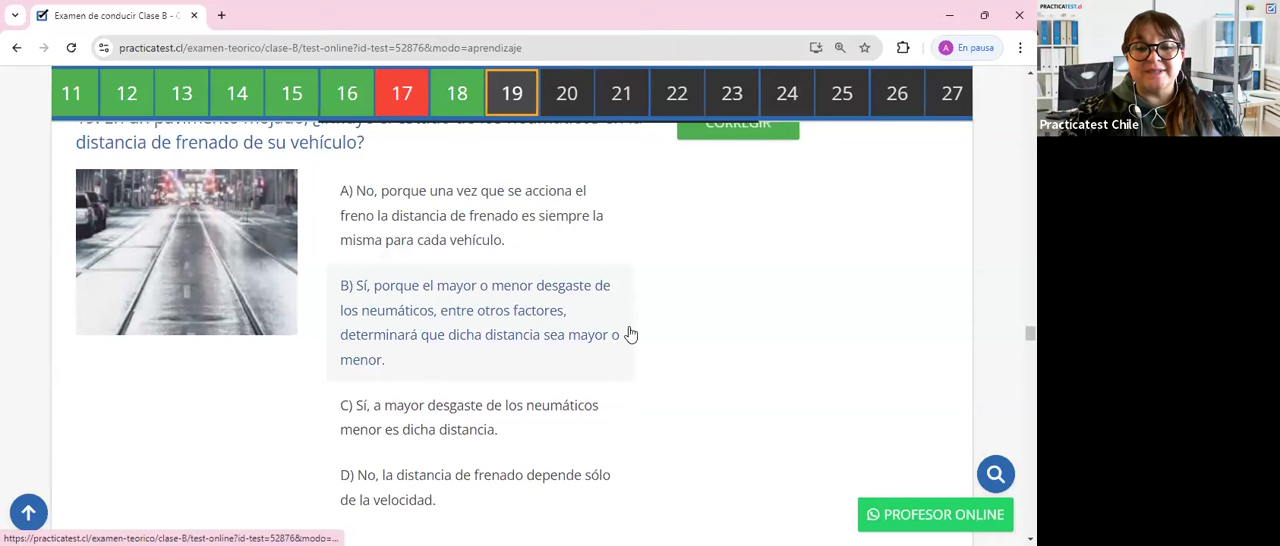 Examen de conducir Clase B - C
practicatest.cl/examen-teorico/clase-B/test-online?id-test=52876&modo=aprendizaje
A En pausa
PRACTICATEST.cl
Practicatest Chile
11 12 13 14 15 16 17 18 19 20 21 22 23 24 25 26 27
distancia de frenado de su vehículo?
CORREGIR
A) No, porque una vez que se acciona el
freno la distancia de frenado es siempre la
misma para cada vehículo.
B) Sí, porque el mayor o menor desgaste de
los neumáticos, entre otros factores,
determinará que dicha distancia sea mayor o
menor.
C) Sí, a mayor desgaste de los neumáticos
menor es dicha distancia.
D) No, la distancia de frenado depende sólo
de la velocidad.
PROFESOR ONLINE
https://practicatest.cl/examen-teorico/clase-B/test-online?id-test=52876&modo=...